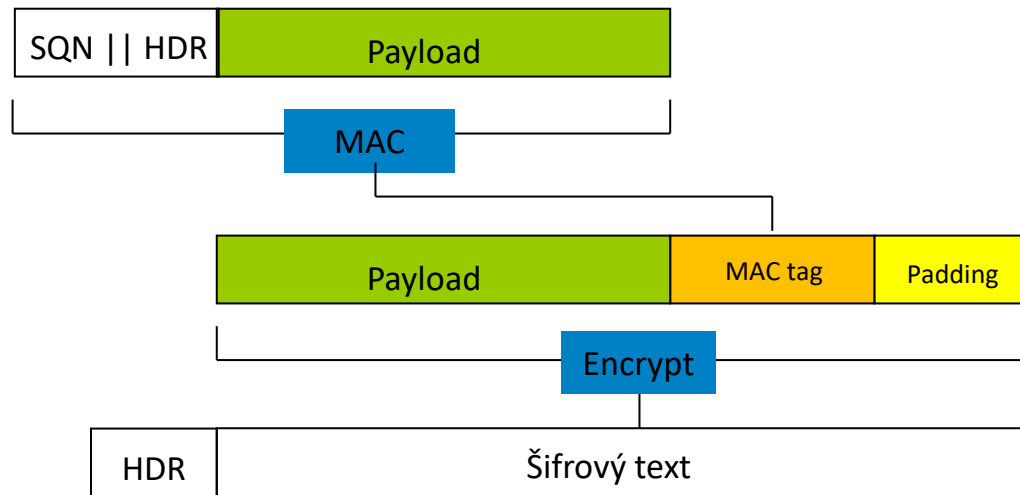 SQN || HDR
Payload
MAC
Payload
MAC tag
Padding
Encrypt
HDR
Šifrový text